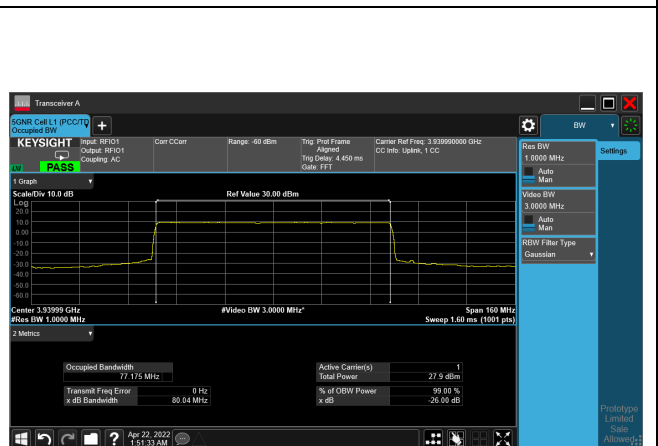 Transceiver A
5GNR Cell L1 (PCC/TD
Occupied BW
+
BW
KEYSIGHT
LXI
PASS
Input: RFIO1
Output: RFIO1
Coupling: AC
Corr CCorr
Range: -60 dBm
Trig: Prot Frame
Aligned
Trig Delay: 4.450 ms
Gate: FFT
Carrier Ref Freq: 3.939990000 GHz
CC Info: Uplink, 1 CC
Res BW
1.0000 MHz
Auto
Man
Settings
Video BW
3.0000 MHz
Auto
Man
RBW Filter Type
Gaussian
1 Graph
Scale/Div 10.0 dB
Ref Value 30.00 dBm
Log
20.0
10.0
0.00
-10.0
-20.0
-30.0
-40.0
-50.0
-60.0
Center 3.93999 GHz
#Video BW 3.0000 MHz*
Span 160 MHz
#Res BW 1.0000 MHz
Sweep 1.60 ms (1001 pts)
2 Metrics
Occupied Bandwidth
77.175 MHz
Active Carrier(s) 1
Total Power 27.9 dBm
Transmit Freq Error 0 Hz
x dB Bandwidth 80.04 MHz
% of OBW Power 99.00 %
x dB -26.00 dB
Prototype
Limited
Sale
Allowed
?
Apr 22, 2022
1:51:33 AM